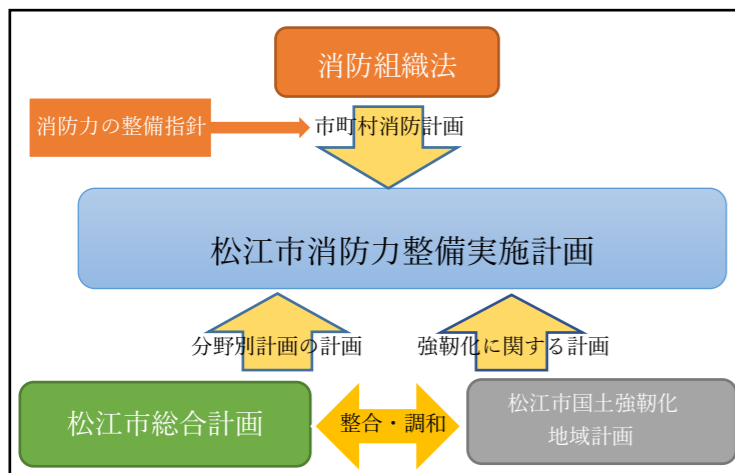 消防組織法
消防力の整備指針
市町村消防計画
松江市消防力整備実施計画
分野別計画の計画
強靭化に関する計画
松江市総合計画
整合・調和
松江市国土強靭化
地域計画